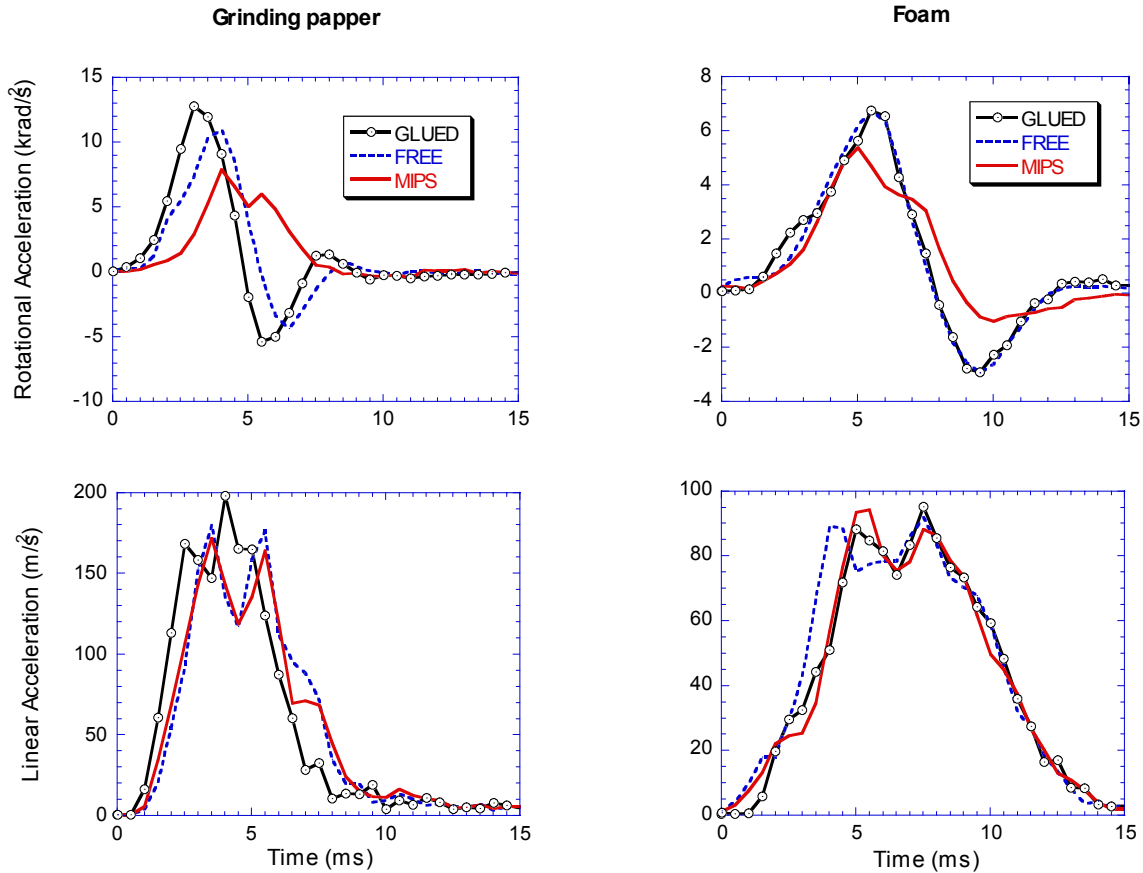 Grinding papper
Foam
Rotational Acceleration (krad/s²)
15
10
5
0
-5
-10
0 5 10 15
GLUED
FREE
MIPS
8
6
4
2
0
-2
-4
0 5 10 15
GLUED
FREE
MIPS
Linear Acceleration (m/s²)
200
150
100
50
0
0 5 10 15
Time (ms)
100
80
60
40
20
0
0 5 10 15
Time (ms)